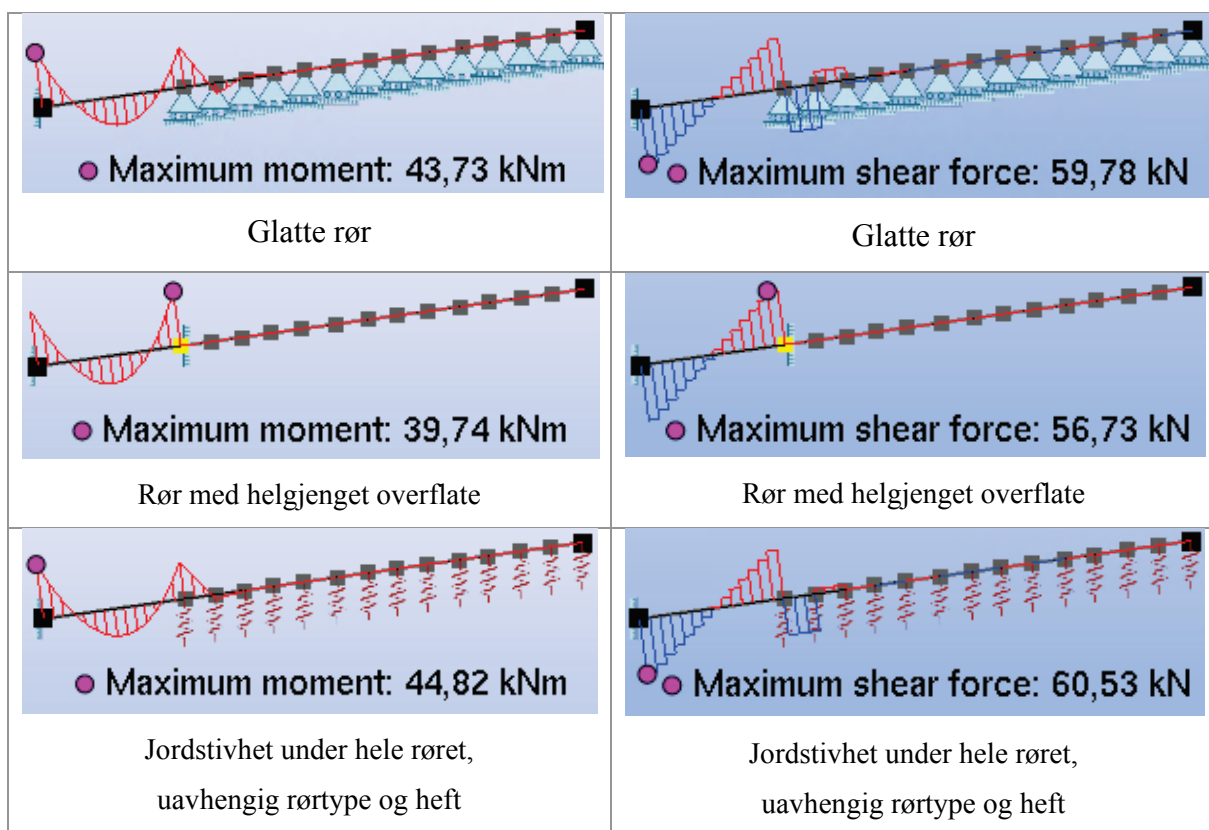 Maximum moment: 43,73 kNm
Glatte rør
Maximum shear force: 59,78 kN
Glatte rør
Maximum moment: 39,74 kNm
Rør med helgjenget overflate
Maximum shear force: 56,73 kN
Rør med helgjenget overflate
Maximum moment: 44,82 kNm
Jordstivhet under hele røret,
uavhengig rørtype og heft
Maximum shear force: 60,53 kN
Jordstivhet under hele røret,
uavhengig rørtype og heft